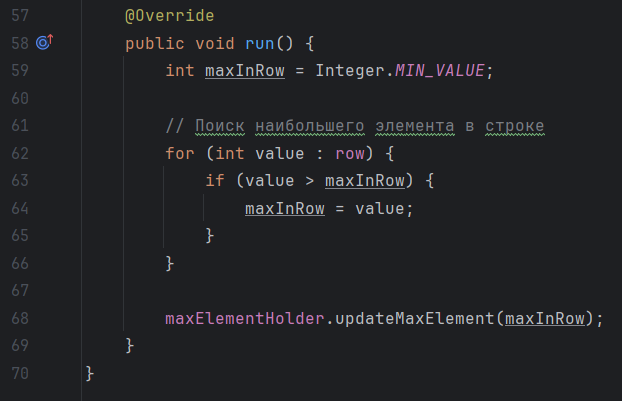 57 @Override
58 public void run() {
59 int maxInRow = Integer.MIN_VALUE;
60
61 // Поиск наибольшего элемента в строке
62 for (int value : row) {
63 if (value > maxInRow) {
64 maxInRow = value;
65 }
66 }
67
68 maxElementHolder.updateMaxElement(maxInRow);
69 }
70 }